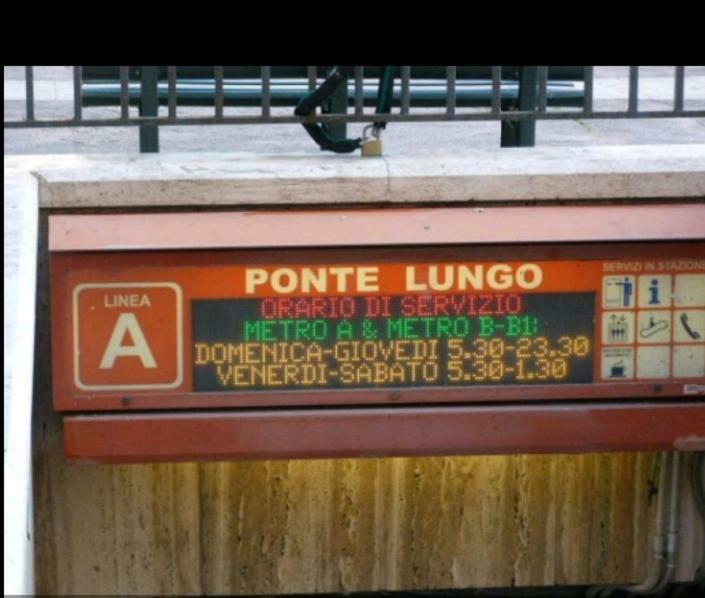 PONTE LUNGO
LINEA
A
ORARIO DI SERVIZIO
METRO A & METRO B-B1:
DOMENICA-GIOVEDI 5.30-23.30
VENERDI-SABATO 5.30-1.30
SERVIZI IN STAZIONE